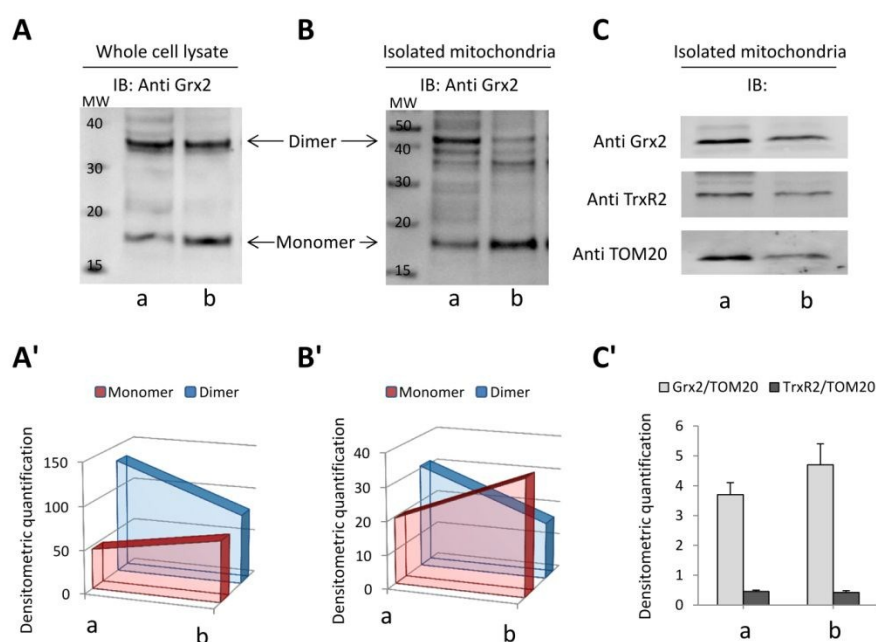 A
Whole cell lysate
IB: Anti Grx2
MW
40
30
20
15
a b
Dimer
Monomer
B
Isolated mitochondria
IB: Anti Grx2
MW
50
40
30
20
15
a b
C
Isolated mitochondria
IB:
Anti Grx2
Anti TrxR2
Anti TOM20
a b
A'
Monomer Dimer
Densitometric quantification
150
100
50
0
a b
B'
Monomer Dimer
Densitometric quantification
40
30
20
10
0
a b
C'
Grx2/TOM20 TrxR2/TOM20
Densitometric quantification
6
5
4
3
2
1
0
a b